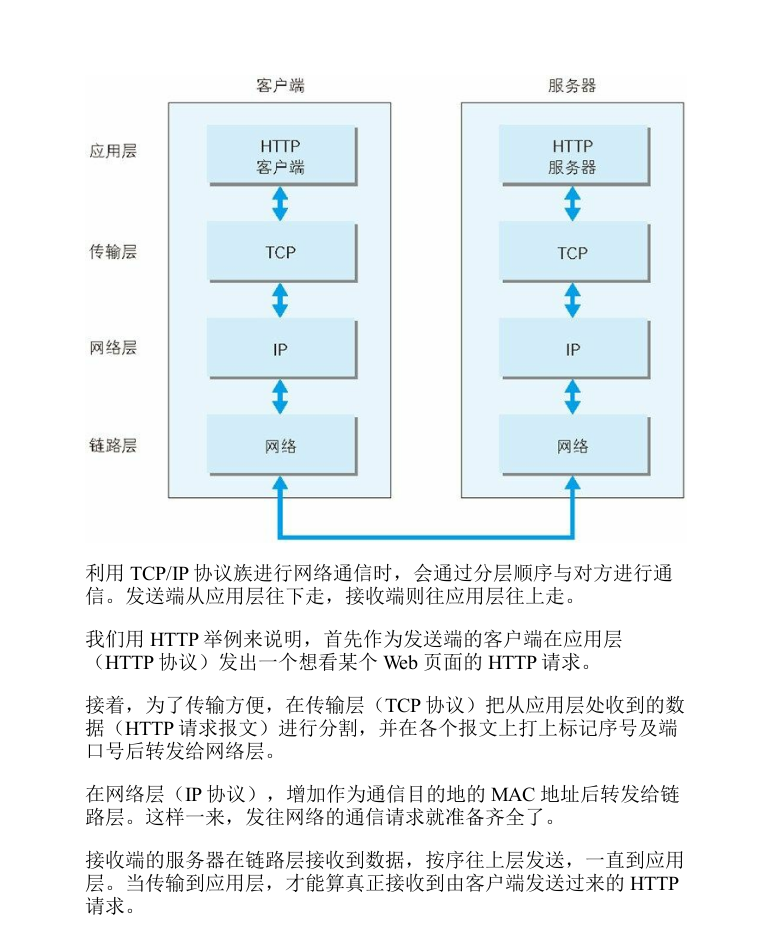 客户端 服务器
应用层 HTTP HTTP
客户端 服务器
传输层 TCP TCP
网络层 IP IP
链路层 网络 网络
利用 TCP/IP 协议族进行网络通信时，会通过分层顺序与对方进行通
信。发送端从应用层往下走，接收端则往应用层往上走。
我们用 HTTP 举例来说明，首先作为发送端的客户端在应用层
（HTTP 协议）发出一个想看某个 Web 页面的 HTTP 请求。
接着，为了传输方便，在传输层（TCP 协议）把从应用层处收到的数
据（HTTP 请求报文）进行分割，并在各个报文上打上标记序号及端
口号后转发给网络层。
在网络层（IP 协议），增加作为通信目的地的 MAC 地址后转发给链
路层。这样一来，发往网络的通信请求就准备齐全了。
接收端的服务器在链路层接收到数据，按序往上层发送，一直到应用
层。当传输到应用层，才能算真正接收到由客户端发送过来的 HTTP
请求。